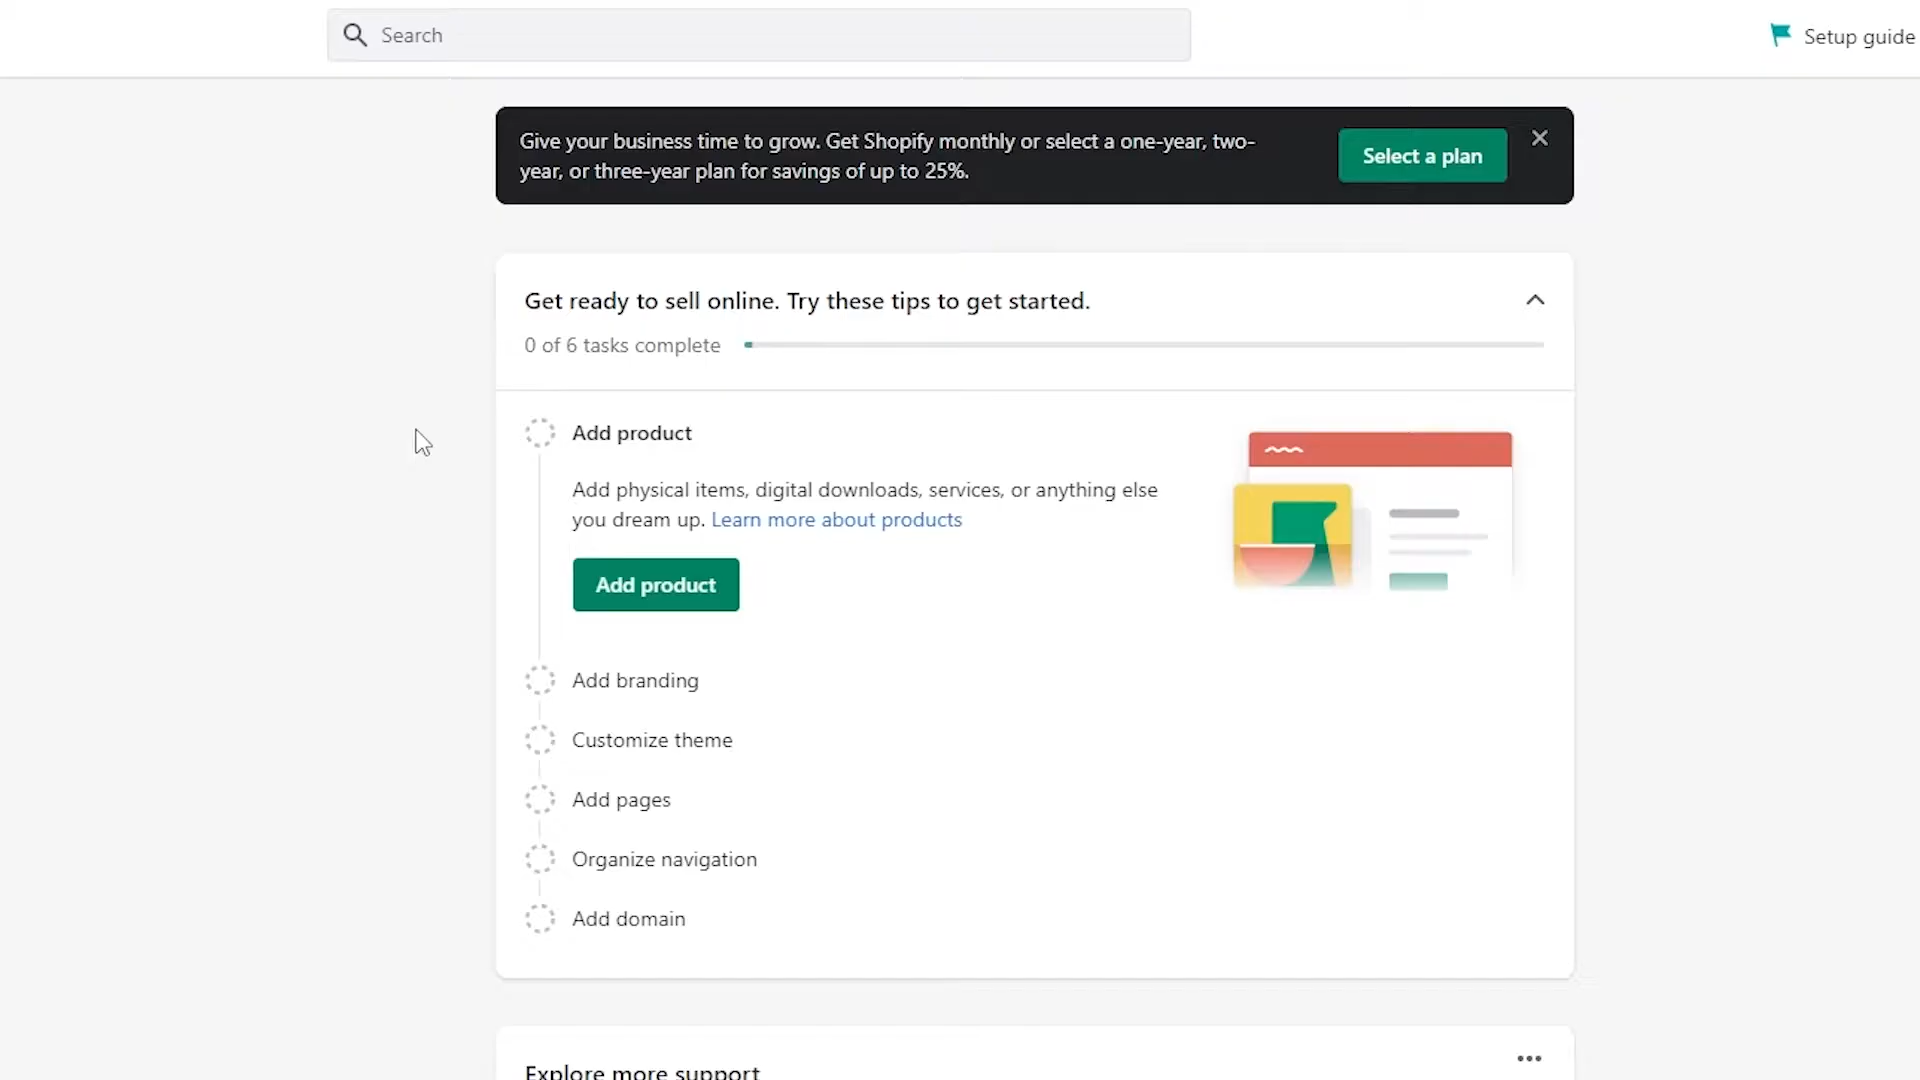 Search
Setup guide
Give your business time to grow. Get Shopify monthly or select a one-year, two-
year, or three-year plan for savings of up to 25%.
Select a plan
Get ready to sell online. Try these tips to get started.
0 of 6 tasks complete
Add product
Add physical items, digital downloads, services, or anything else
you dream up. Learn more about products
Add product
Add branding
Customize theme
Add pages
Organize navigation
Add domain
Explore more support